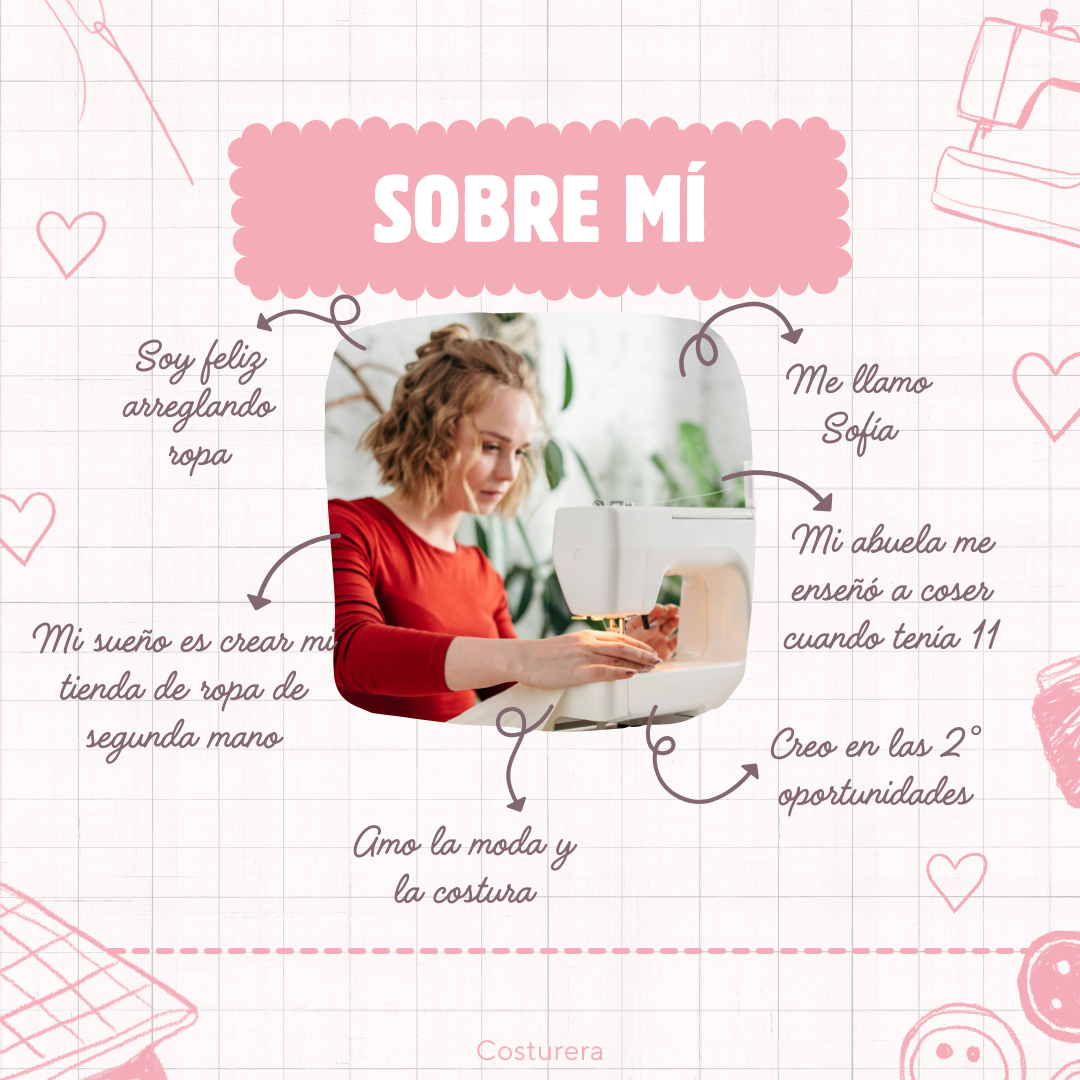 SOBRE MÍ
Soy feliz
arreglando
ropa
Me llamo
Sofía
Mi abuela me
enseñó a coser
cuando tenía 11
Mi sueño es crear mi
tienda de ropa de
segunda mano
Creo en las 2°
oportunidades
Amo la moda y
la costura
Costurera